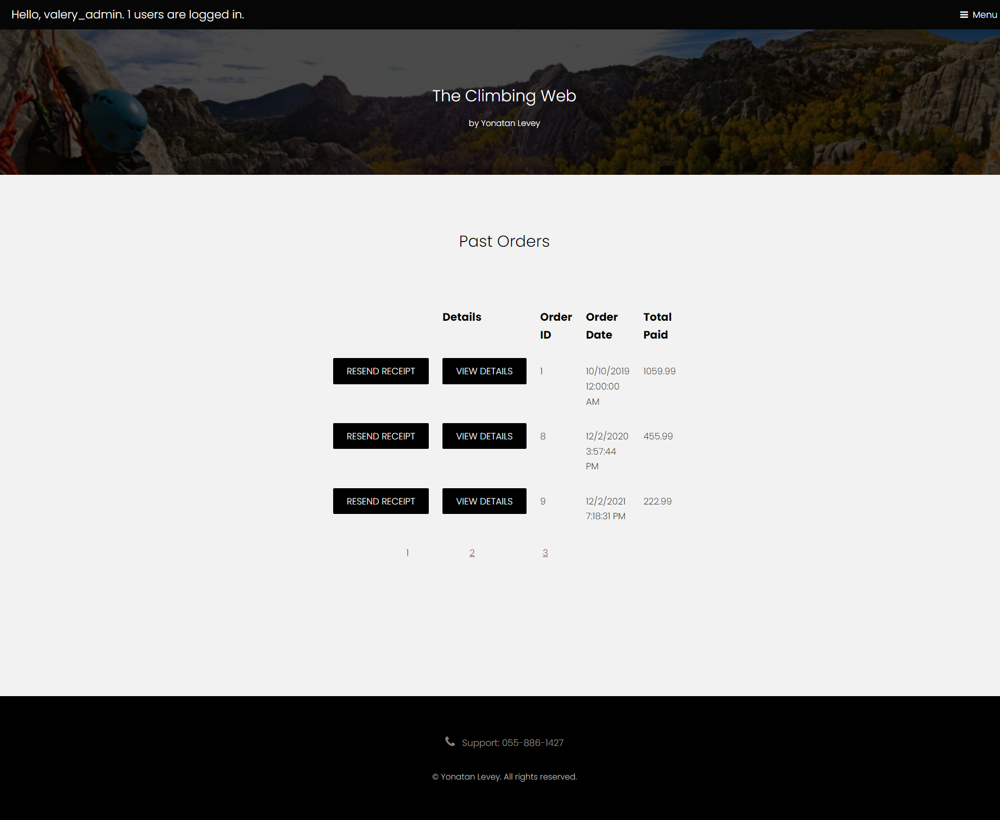 Hello, valery_admin. 1 users are logged in.
Menu
The Climbing Web
by Yonatan Levey
Past Orders
Details Order ID Order Date Total Paid
RESEND RECEIPT VIEW DETAILS 1 10/10/2019 12:00:00 AM 1059.99
RESEND RECEIPT VIEW DETAILS 8 12/2/2020 3:57:44 PM 455.99
RESEND RECEIPT VIEW DETAILS 9 12/2/2021 7:18:31 PM 222.99
1 2 3
Support: 055-886-1427
© Yonatan Levey. All rights reserved.